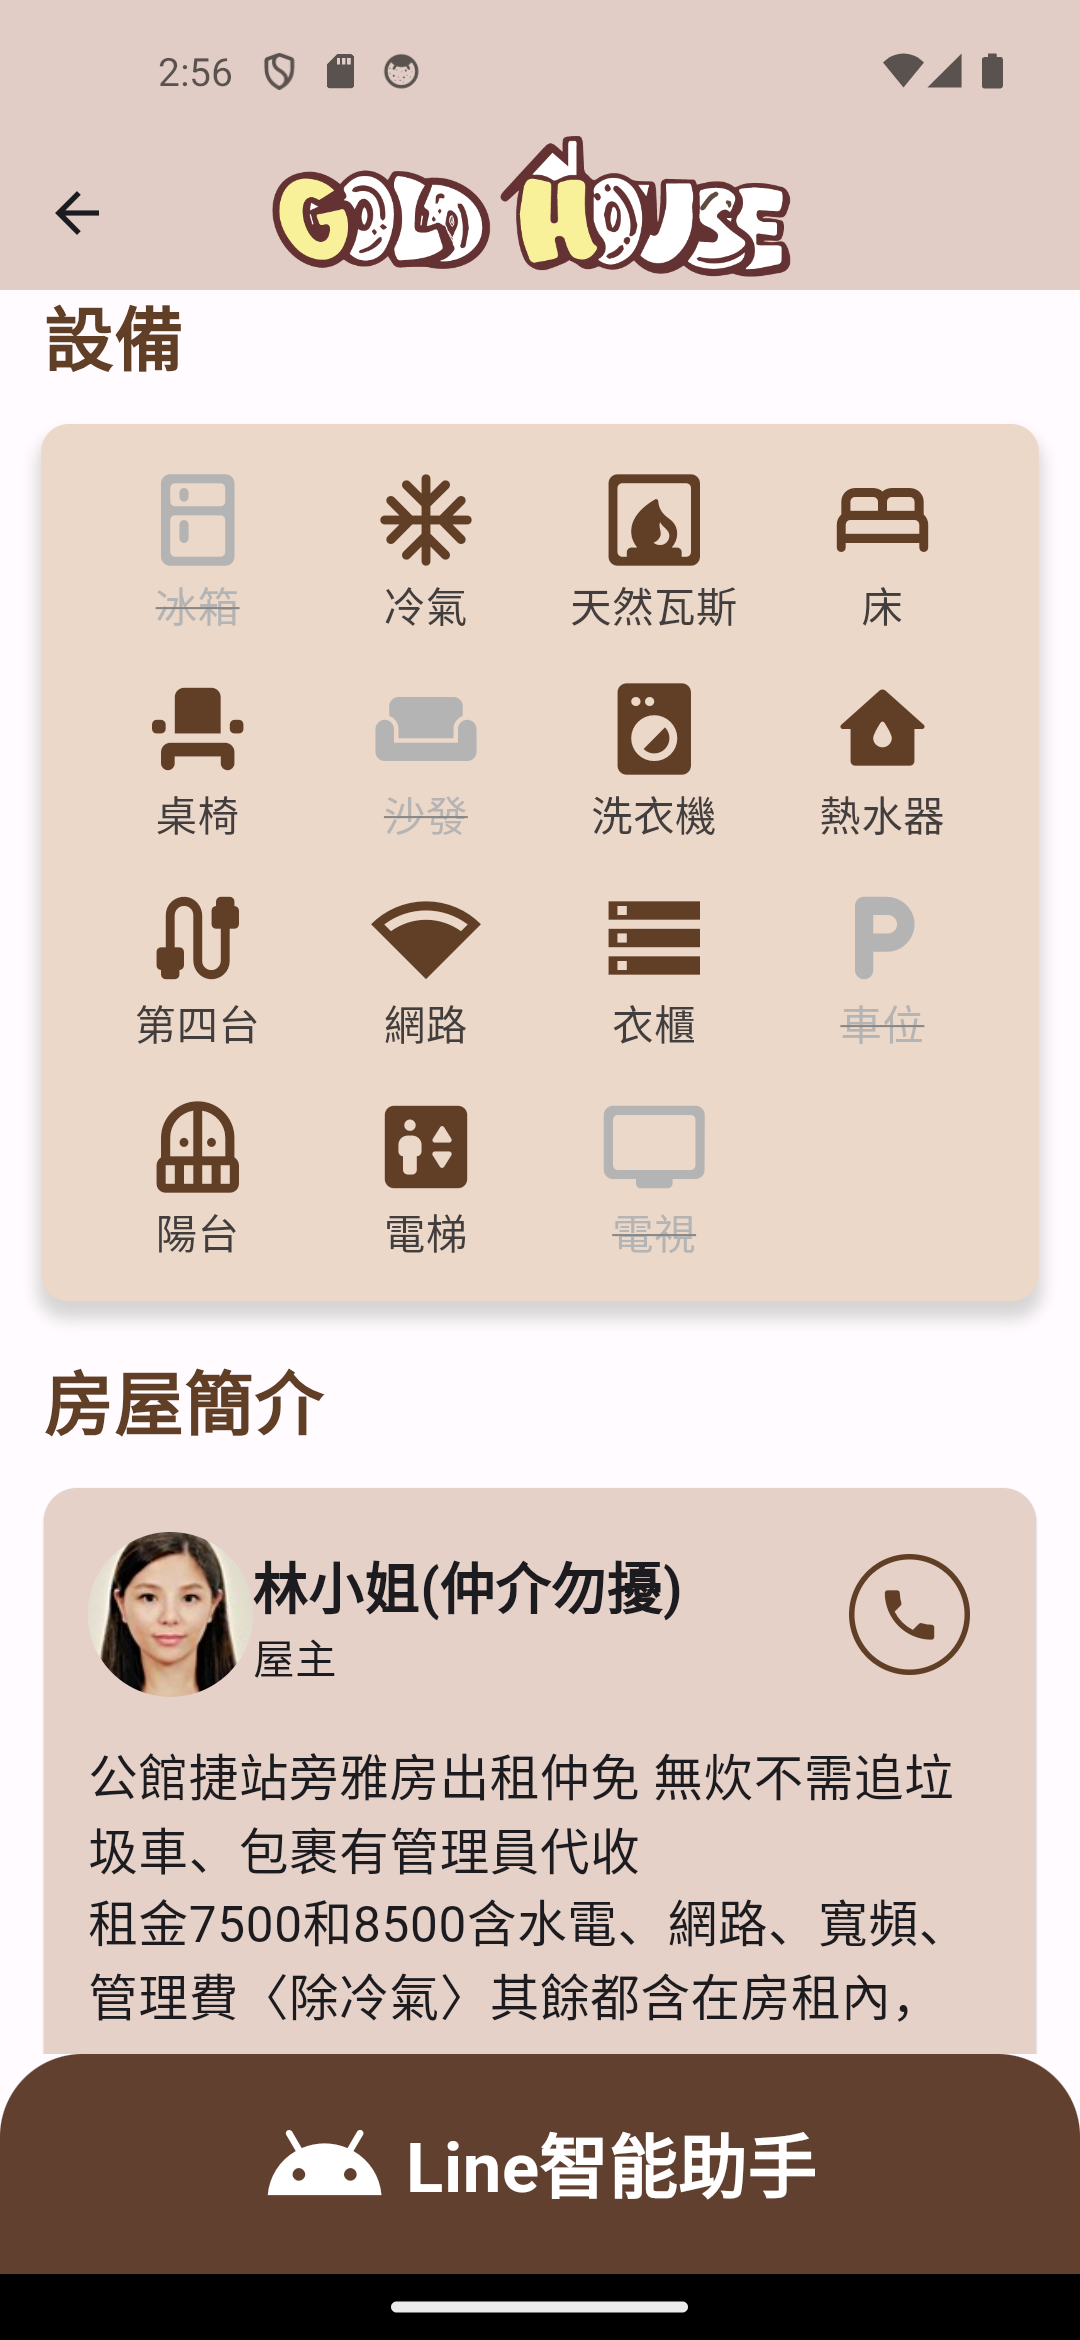 2:56
GOLD HOUSE
設備
冰箱 冷氣 天然瓦斯 床
桌椅 沙發 洗衣機 熱水器
第四台 網路 衣櫃 車位
陽台 電梯 電視
房屋簡介
林小姐(仲介勿擾)
屋主
公館捷站旁雅房出租仲免 無炊不需追垃
圾車、包裹有管理員代收
租金7500和8500含水電、網路、寬頻、
管理費〈除冷氣〉其餘都含在房租內，
Line智能助手